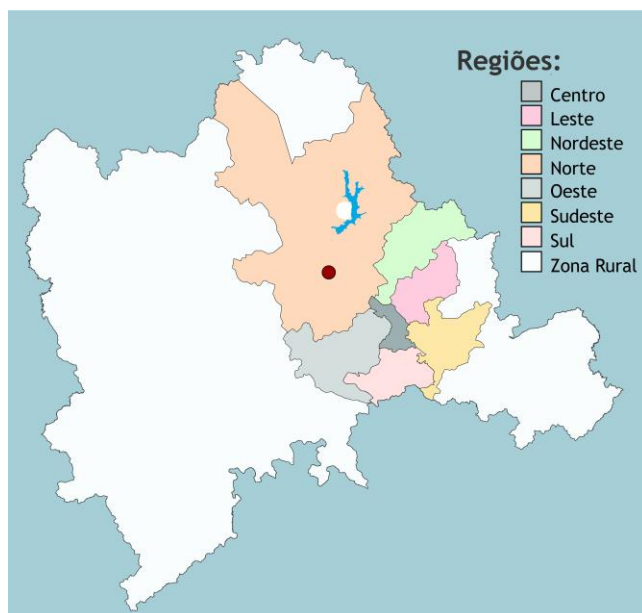 Regiões:
Centro
Leste
Nordeste
Norte
Oeste
Sudeste
Sul
Zona Rural